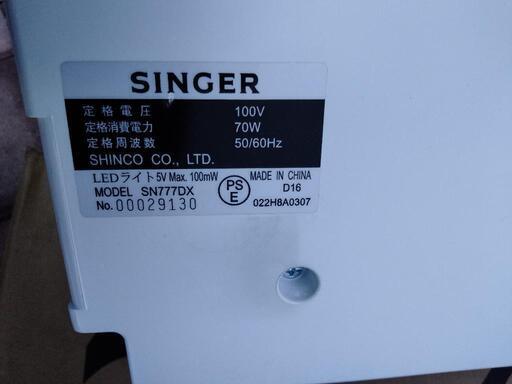 SINGER
定格電圧 100V
定格消費電力 70W
定格周波数 50/60Hz
SHINCO CO., LTD.
LEDライト5V Max. 100mW MADE IN CHINA
MODEL SN777DX PS E D16
No. 00029130 022H8A0307